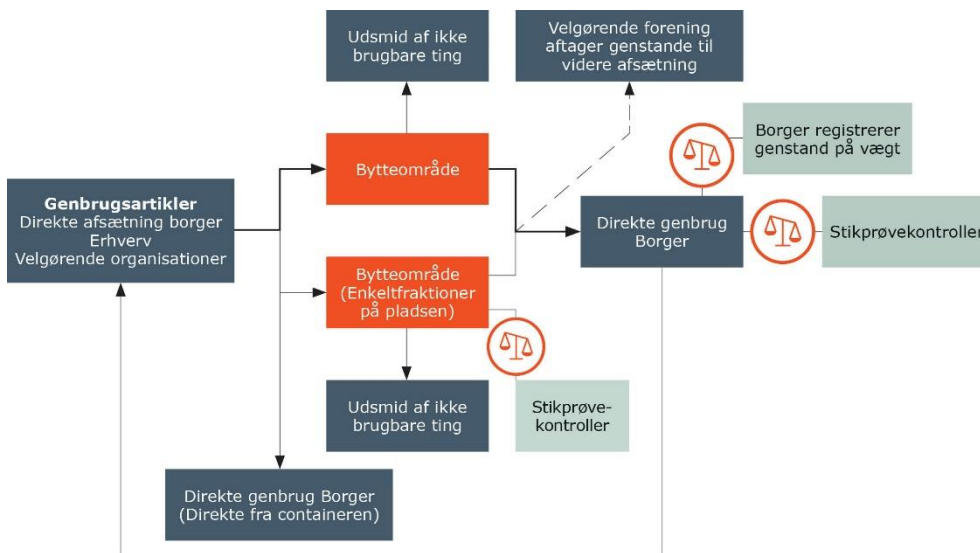 Udsmid af ikke
brugbare ting
Velgørende forening
aftager genstande til
videre afsætning
Borger registrerer
genstand på vægt
Bytteområde
Genbrugsartikler
Direkte afsætning borger
Erhverv
Velgørende organisationer
Direkte genbrug
Borger
Stikprøvekontroller
Bytteområde
(Enkeltfraktioner
på pladsen)
Udsmid af ikke
brugbare ting
Stikprøve-
kontroller
Direkte genbrug Borger
(Direkte fra containeren)